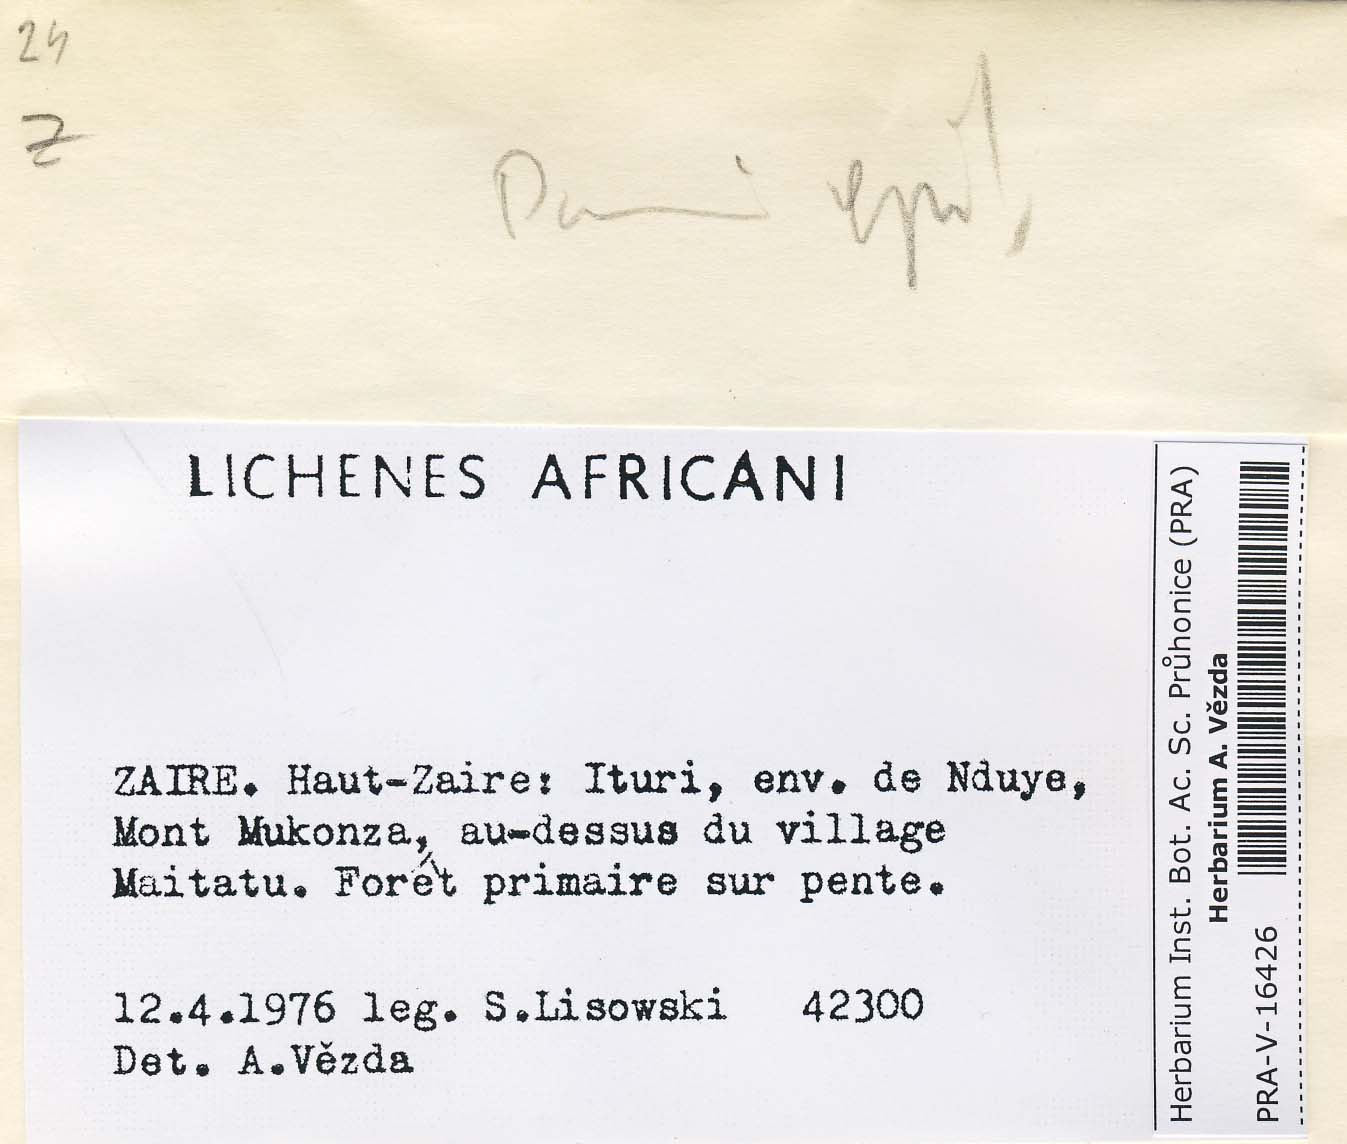 24
Z
LICHENES AFRICANI
ZAIRE. Haut-Zaire: Ituri, env. de Nduye,
Mont Mukonza, au-dessus du village
Maitatu. Forêt primaire sur pente.
12.4.1976 leg. S.Lisowski 42300
Det. A.Vězda
Herbarium Inst. Bot. Ac. Sc. Průhonice (PRA)
Herbarium A. Vězda
PRA-V-16426